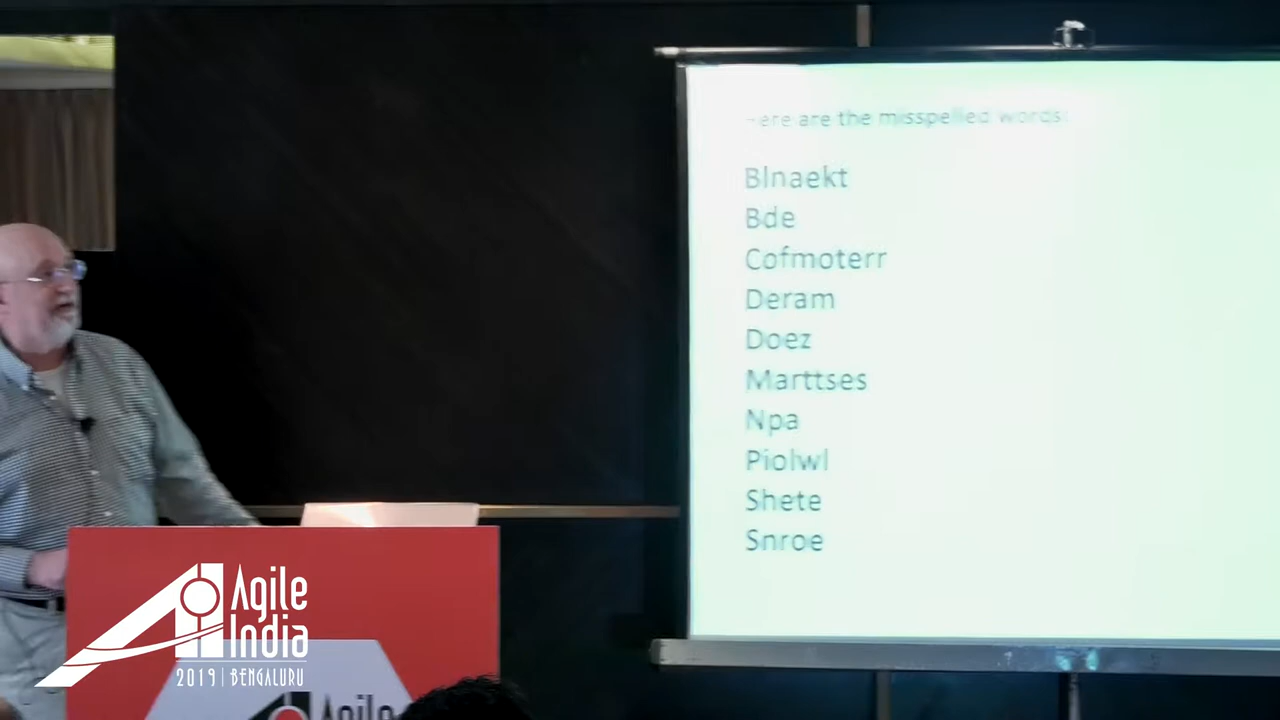 ere are the misspelled words:
Blnaekt
Bde
Cofmoterr
Deram
Doez
Marttses
Npa
Piolwl
Shete
Snroe
Agile
India
2019 | BENGALURU
Agile